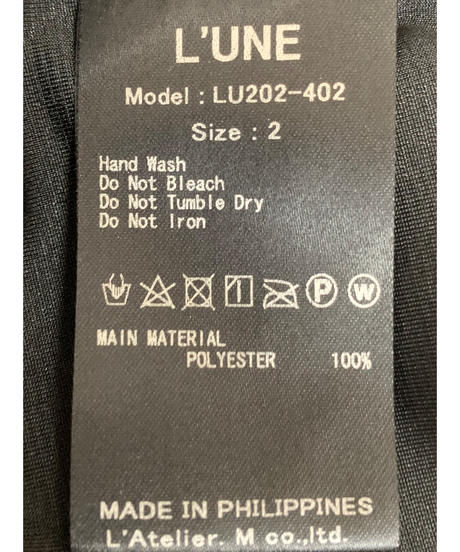 L'UNE
Model : LU202-402
Size : 2
Hand Wash
Do Not Bleach
Do Not Tumble Dry
Do Not Iron
P W
MAIN MATERIAL
POLYESTER 100%
MADE IN PHILIPPINES
L'Atelier. M co.,ltd.